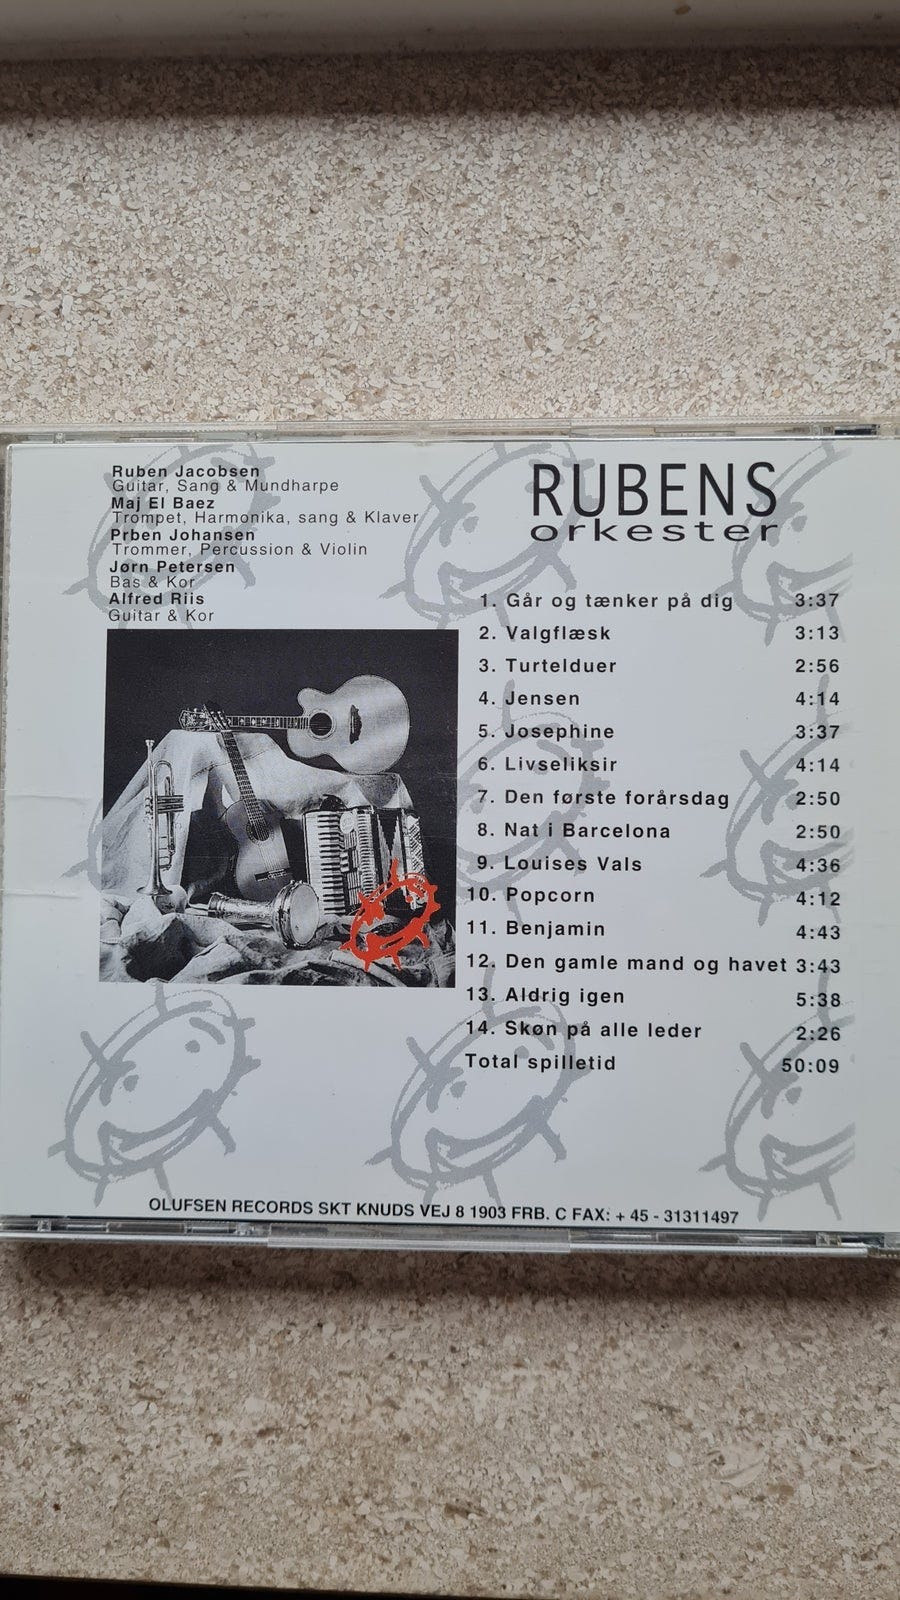 Ruben Jacobsen
Guitar, Sang & Mundharpe
Maj El Baez
Trompet, Harmonika, sang & Klaver
Prben Johansen
Trommer, Percussion & Violin
Jørn Petersen
Bas & Kor
Alfred Riis
Guitar & Kor
RUBENS
orkester
1. Går og tænker på dig 3:37
2. Valgflæsk 3:13
3. Turtelduer 2:56
4. Jensen 4:14
5. Josephine 3:37
6. Livseliksir 4:14
7. Den første forårsdag 2:50
8. Nat i Barcelona 2:50
9. Louises Vals 4:36
10. Popcorn 4:12
11. Benjamin 4:43
12. Den gamle mand og havet 3:43
13. Aldrig igen 5:38
14. Skøn på alle leder 2:26
Total spilletid 50:09
OLUFSEN RECORDS SKT KNUDS VEJ 8 1903 FRB. C FAX: + 45 - 31311497